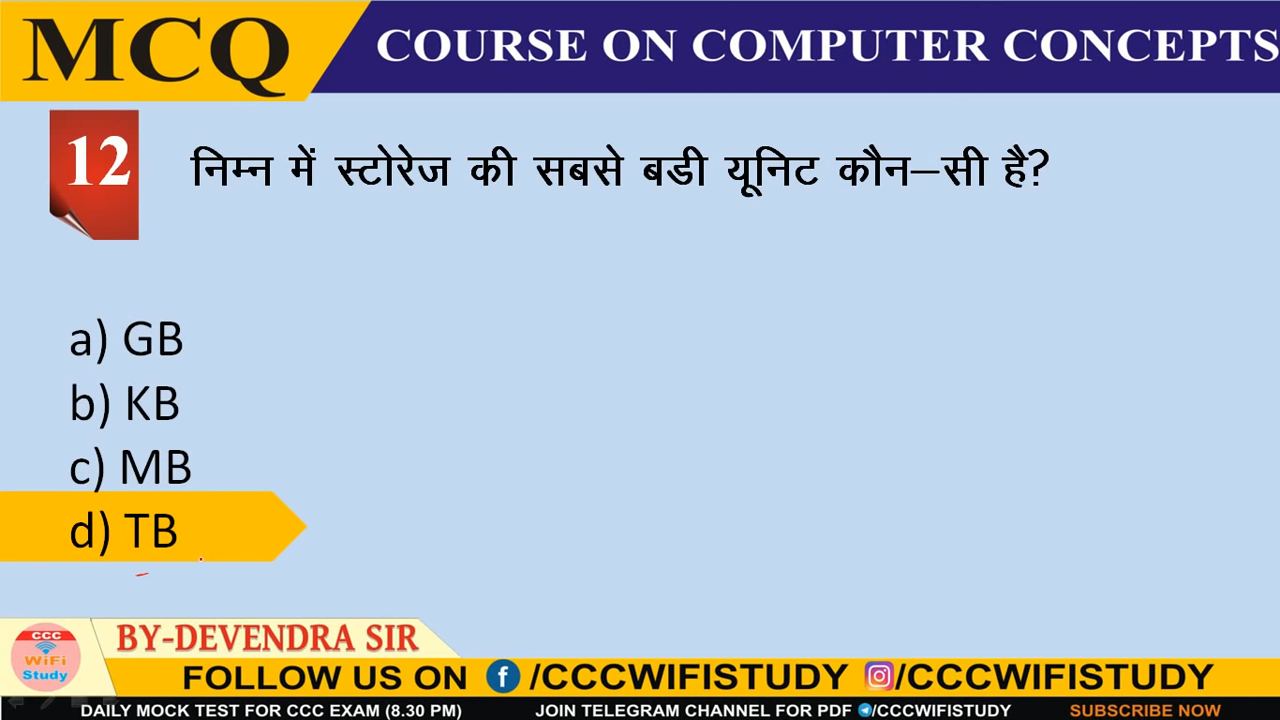 MCQ
COURSE ON COMPUTER CONCEPTS
12
निम्न में स्टोरेज की सबसे बडी यूनिट कौन–सी है?
a) GB
b) KB
c) MB
d) TB
CCC
WiFi
Study
BY-DEVENDRA SIR
FOLLOW US ON /CCCWIFISTUDY /CCCWIFISTUDY
DAILY MOCK TEST FOR CCC EXAM (8.30 PM) JOIN TELEGRAM CHANNEL FOR PDF /CCCWIFISTUDY SUBSCRIBE NOW